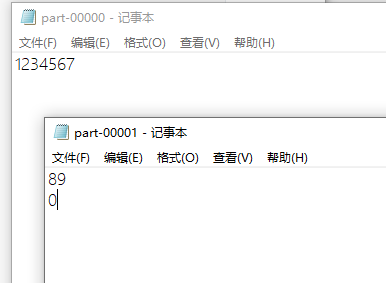 part-00000 - 记事本
文件(F) 编辑(E) 格式(O) 查看(V) 帮助(H)
1234567
part-00001 - 记事本
文件(F) 编辑(E) 格式(O) 查看(V) 帮助(H)
89
0